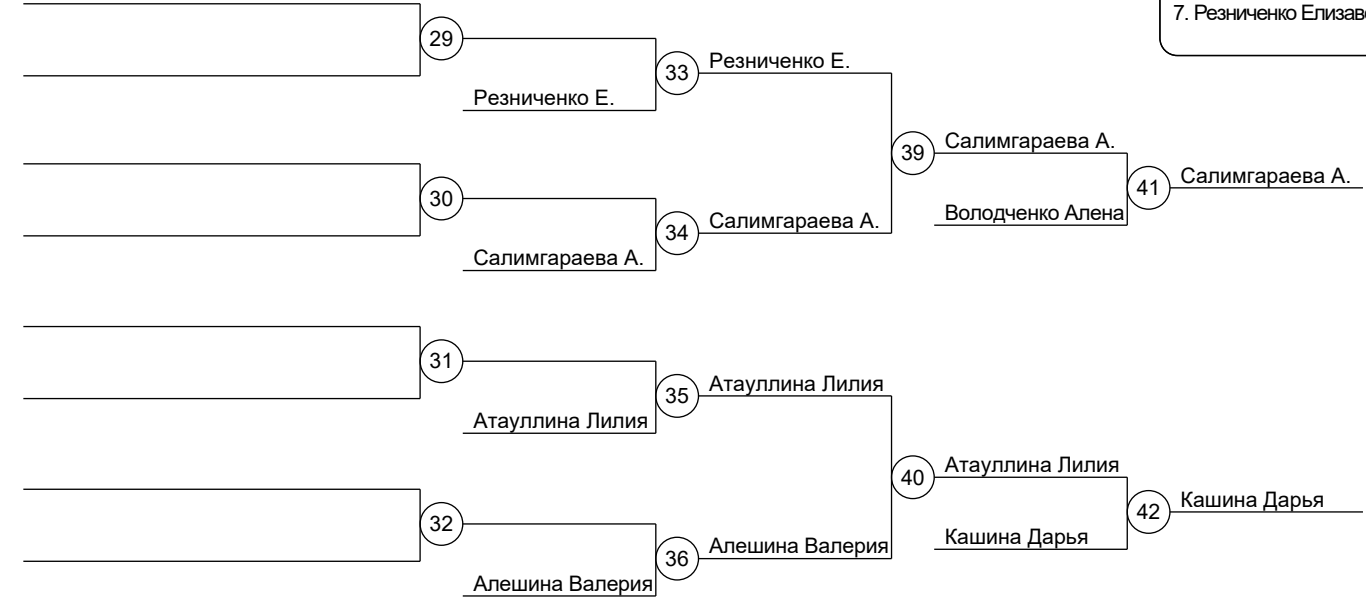 7. Резниченко Елизаве
29
Резниченко Е.
33
Резниченко Е.
30
Салимгараева А.
34
Салимгараева А.
39
Салимгараева А.
Володченко Алена
41
Салимгараева А.
31
Атауллина Лилия
35
Атауллина Лилия
32
Алешина Валерия
36
Алешина Валерия
40
Атауллина Лилия
Кашина Дарья
42
Кашина Дарья